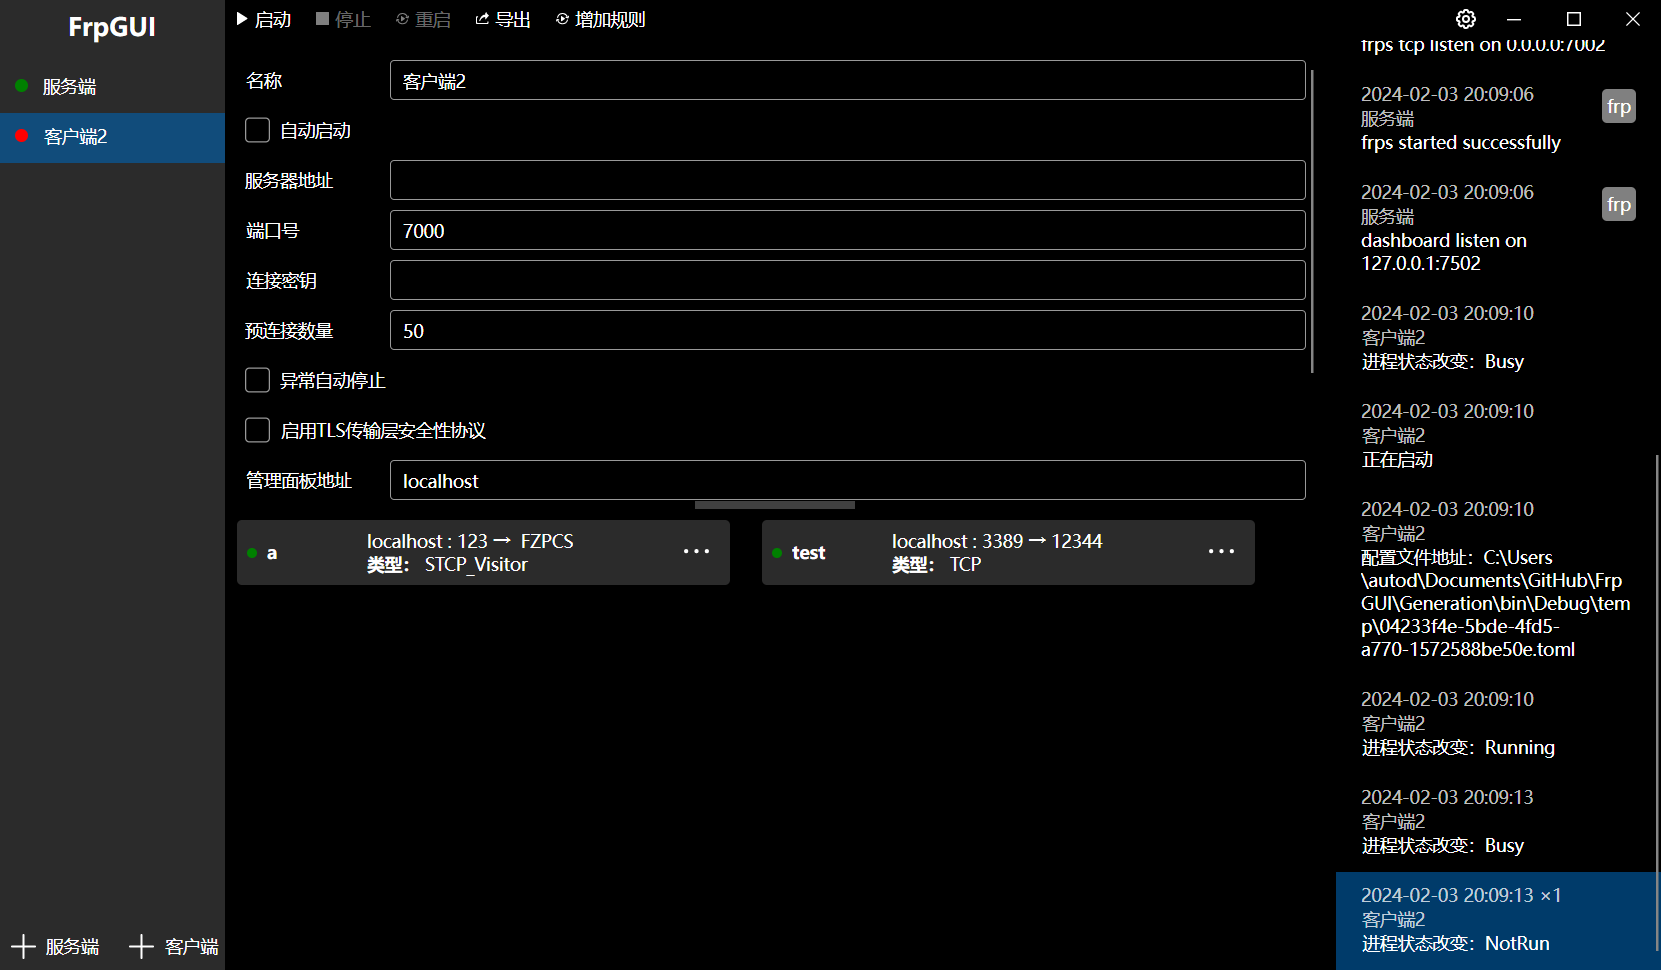 FrpGUI
服务端
客户端2
服务端
客户端
启动
停止
重启
导出
增加规则
名称
客户端2
自动启动
服务器地址
端口号
7000
连接密钥
预连接数量
50
异常自动停止
启用TLS传输层安全性协议
管理面板地址
localhost
a
localhost : 123 → FZPCS
类型： STCP_Visitor
···
test
localhost : 3389 → 12344
类型： TCP
···
frps tcp listen on 0.0.0.0:7002
2024-02-03 20:09:06
服务端
frps started successfully
frp
2024-02-03 20:09:06
服务端
dashboard listen on
127.0.0.1:7502
frp
2024-02-03 20:09:10
客户端2
进程状态改变：Busy
2024-02-03 20:09:10
客户端2
正在启动
2024-02-03 20:09:10
客户端2
配置文件地址：C:\Users
\autod\Documents\GitHub\Frp
GUI\Generation\bin\Debug\tem
p\04233f4e-5bde-4fd5-
a770-1572588be50e.toml
2024-02-03 20:09:10
客户端2
进程状态改变：Running
2024-02-03 20:09:13
客户端2
进程状态改变：Busy
2024-02-03 20:09:13 ×1
客户端2
进程状态改变：NotRun